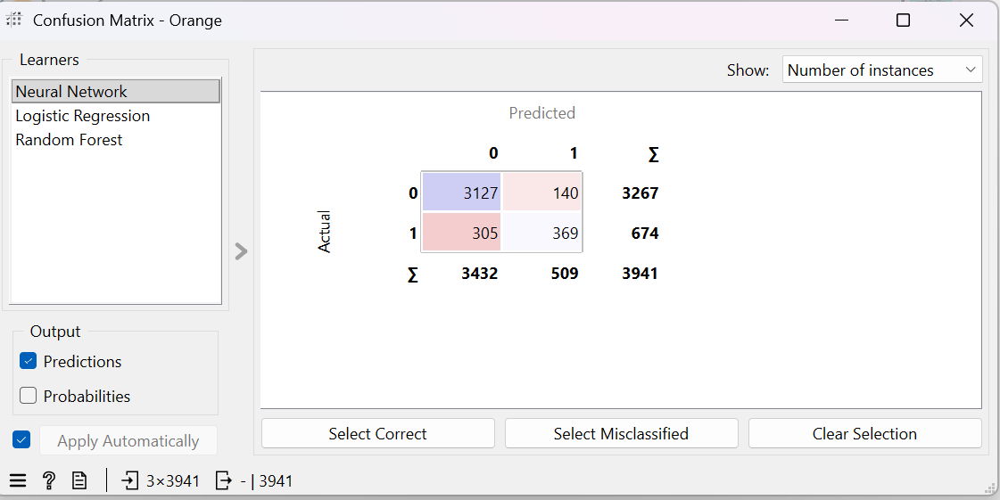 Confusion Matrix - Orange
Learners
Neural Network
Logistic Regression
Random Forest
Output
Predictions
Probabilities
Apply Automatically
Show: Number of instances
Predicted
0 1 Σ
Actual
0 3127 140 3267
1 305 369 674
Σ 3432 509 3941
Select Correct Select Misclassified Clear Selection
3×3941 - | 3941